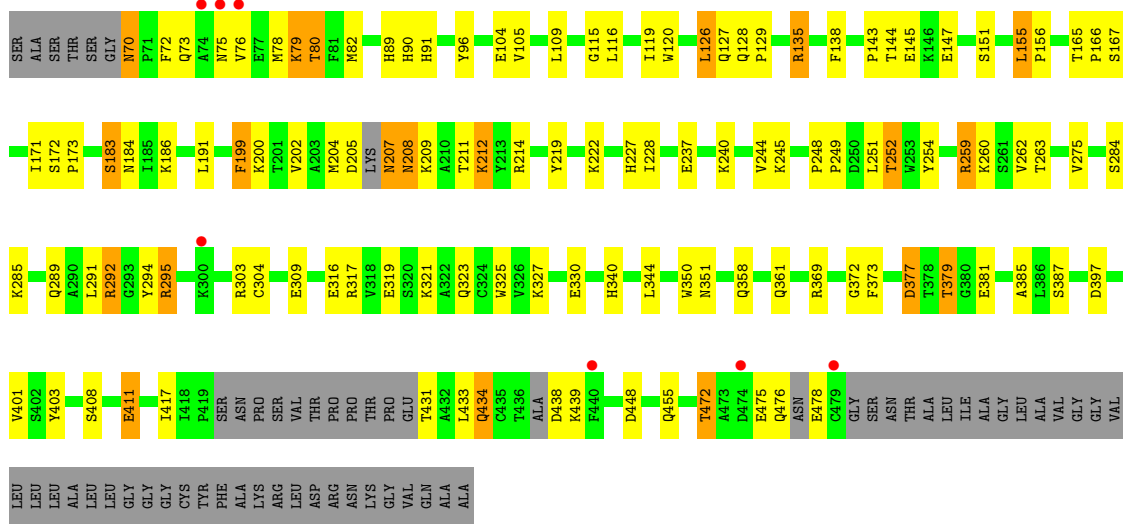 SER ALA SER THR SER GLY N70 P71 F72 Q73 A74 N75 V76 E77 M78 K79 T80 F81 M82 H89 H90 H91 Y96 E104 V105 L109 G115 L116 I119 W120 L126 Q127 Q128 P129 R135 F138 P143 T144 E145 K146 E147 S151 L155 P156 T165 P166 S167
I171 S172 P173 S183 N184 I185 K186 L191 F199 K200 T201 V202 A203 M204 D205 LYS N207 N208 K209 A210 T211 K212 Y213 R214 Y219 K222 H227 I228 E237 K240 V244 K245 P248 P249 D250 L251 T252 W253 Y254 R259 K260 S261 V262 T263 V275 S284
K285 Q289 A290 L291 R292 G293 Y294 R295 K300 R303 C304 E309 E316 R317 V318 E319 S320 K321 A322 Q323 C324 W325 V326 K327 E330 H340 L344 W350 N351 Q358 Q361 R369 G372 F373 D377 T378 T379 G380 E381 A385 L386 S387 D397
V401 S402 Y403 S408 E411 I417 I418 P419 SER ASN PRO SER VAL THR PRO PRO THR PRO GLU T431 A432 L433 Q434 C435 T436 ALA D438 K439 F440 D448 Q455 T472 A473 D474 E475 Q476 ASN E478 C479 GLY SER ASN THR ALA LEU ILE ALA GLY LEU ALA VAL GLY GLY VAL
LEU LEU LEU ALA LEU LEU GLY GLY GLY CYS TYR PHE ALA LYS ARG LEU ASP ARG ASN LYS GLY VAL GLN ALA ALA